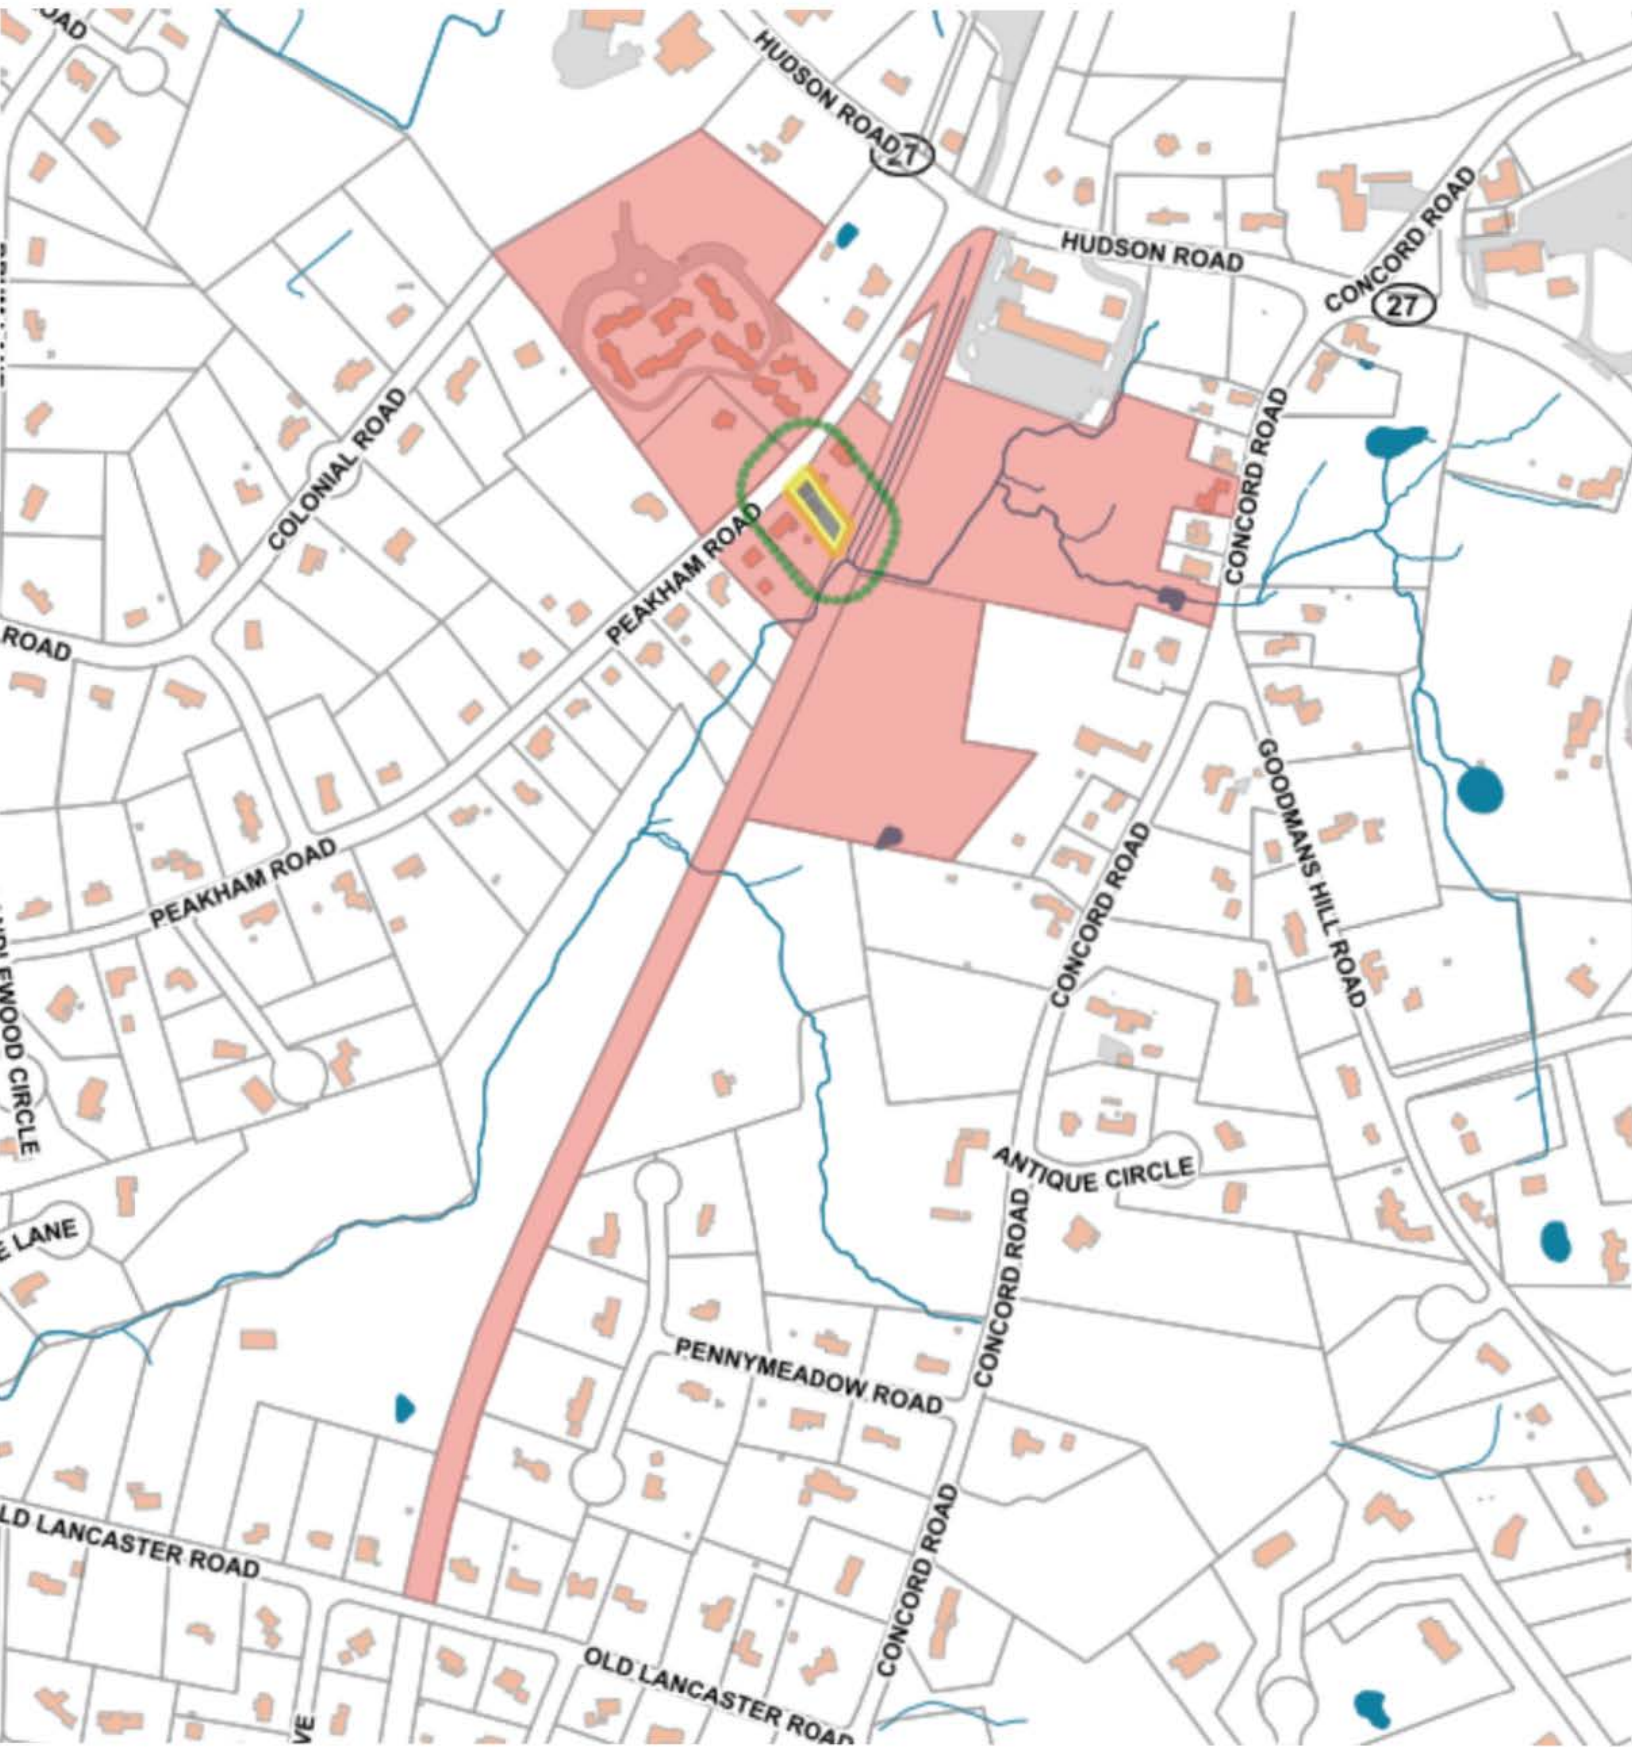 OAD
HUDSON ROAD
27
HUDSON ROAD
CONCORD ROAD
27
COLONIAL ROAD
CONCORD ROAD
PEAKHAM ROAD
ROAD
GOODMANS HILL ROAD
PEAKHAM ROAD
CONCORD ROAD
DLEWOOD CIRCLE
ANTIQUE CIRCLE
E LANE
CONCORD ROAD
PENNYMEADOW ROAD
LD LANCASTER ROAD
CONCORD ROAD
OLD LANCASTER ROAD
VE